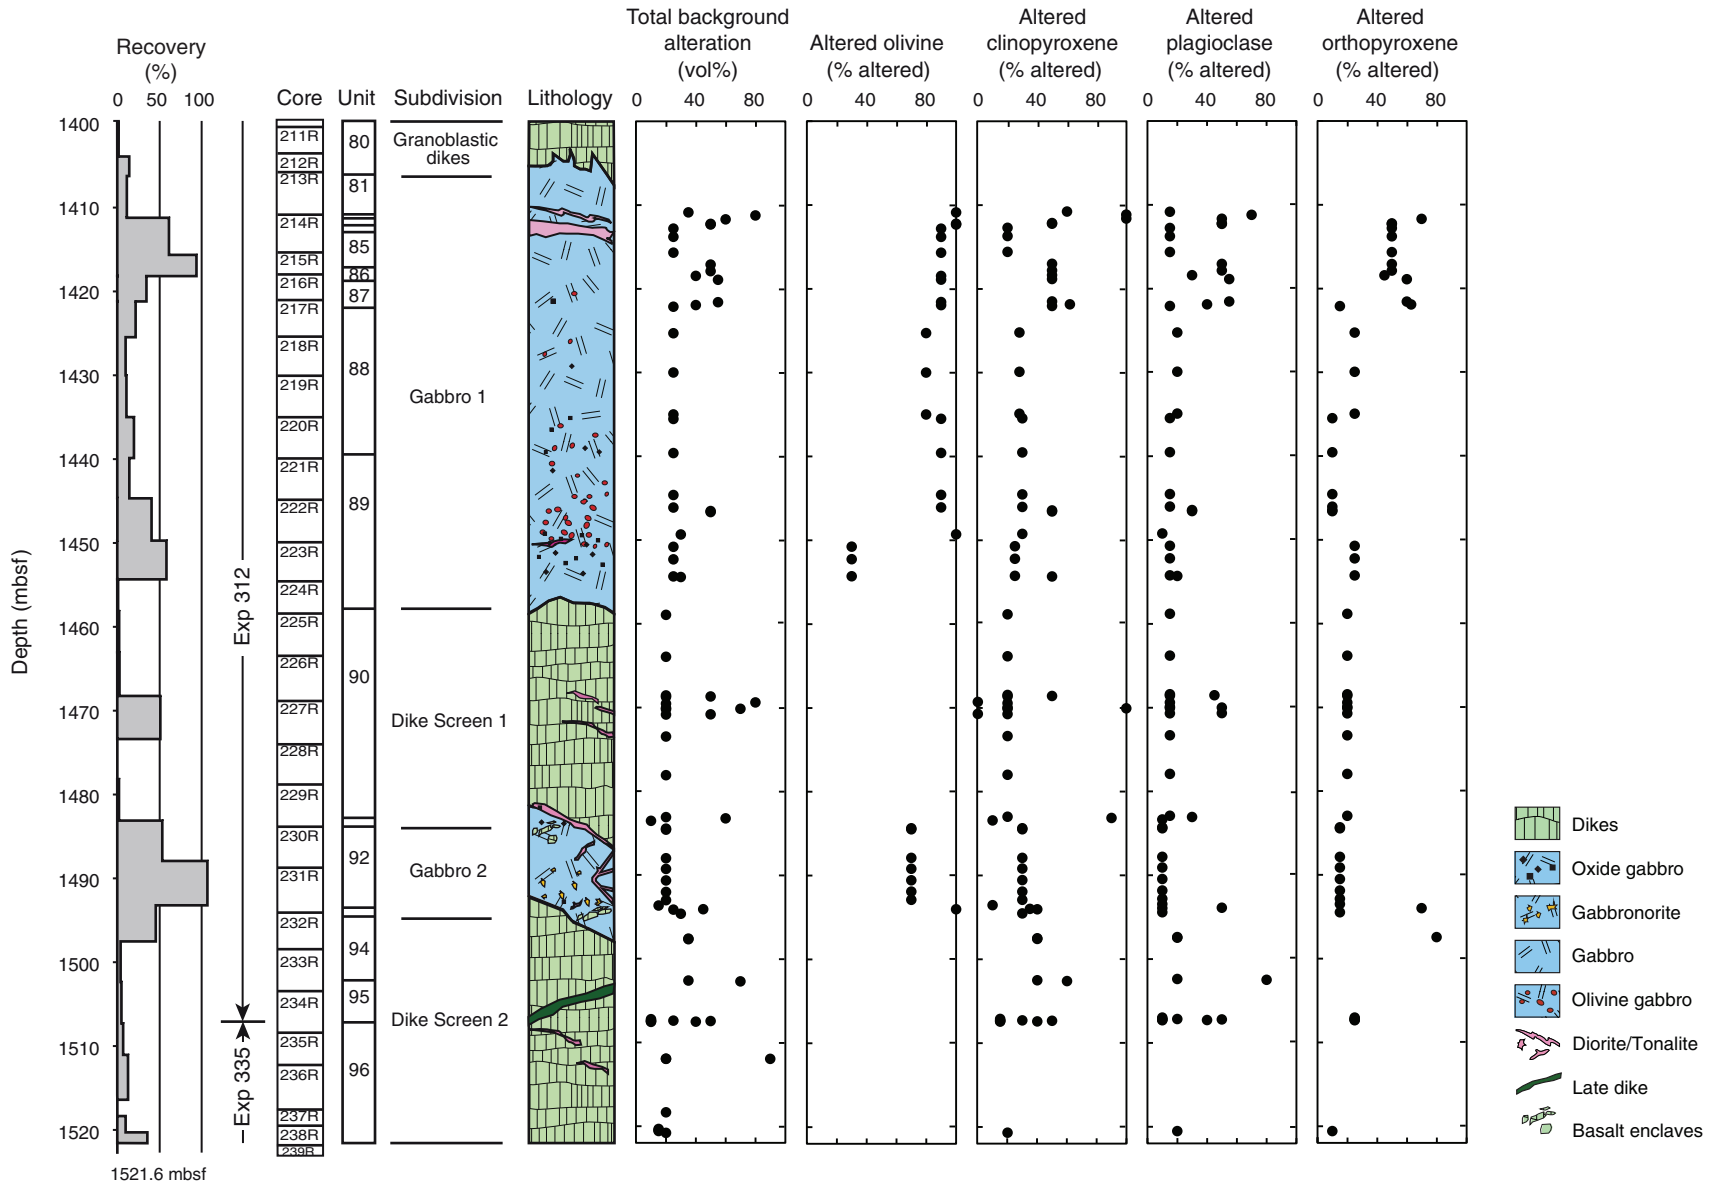 Recovery
(%)
0 50 100
Core
Unit
Subdivision
Lithology
Total background
alteration
(vol%)
0 40 80
Altered olivine
(% altered)
0 40 80
Altered
clinopyroxene
(% altered)
0 40 80
Altered
plagioclase
(% altered)
0 40 80
Altered
orthopyroxene
(% altered)
0 40 80
Depth (mbsf)
1400
1410
1420
1430
1440
1450
1460
1470
1480
1490
1500
1510
1520
1521.6 mbsf
Exp 312
Exp 335
211R
212R
213R
214R
215R
216R
217R
218R
219R
220R
221R
222R
223R
224R
225R
226R
227R
228R
229R
230R
231R
232R
233R
234R
235R
236R
237R
238R
239R
80
81
85
86
87
88
89
90
92
94
95
96
Granoblastic
dikes
Gabbro 1
Dike Screen 1
Gabbro 2
Dike Screen 2
Dikes
Oxide gabbro
Gabbronorite
Gabbro
Olivine gabbro
Diorite/Tonalite
Late dike
Basalt enclaves